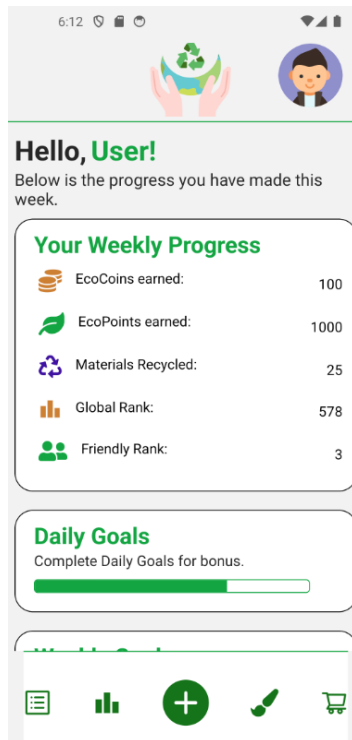 6:12
Hello, User!
Below is the progress you have made this
week.
Your Weekly Progress
EcoCoins earned: 100
EcoPoints earned: 1000
Materials Recycled: 25
Global Rank: 578
Friendly Rank: 3
Daily Goals
Complete Daily Goals for bonus.